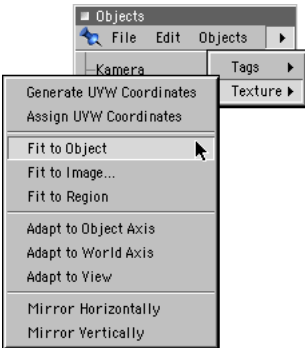 Objects
File Edit Objects
Kamera
Tags
Texture
Generate UVW Coordinates
Assign UVW Coordinates
Fit to Object
Fit to Image...
Fit to Region
Adapt to Object Axis
Adapt to World Axis
Adapt to View
Mirror Horizontally
Mirror Vertically